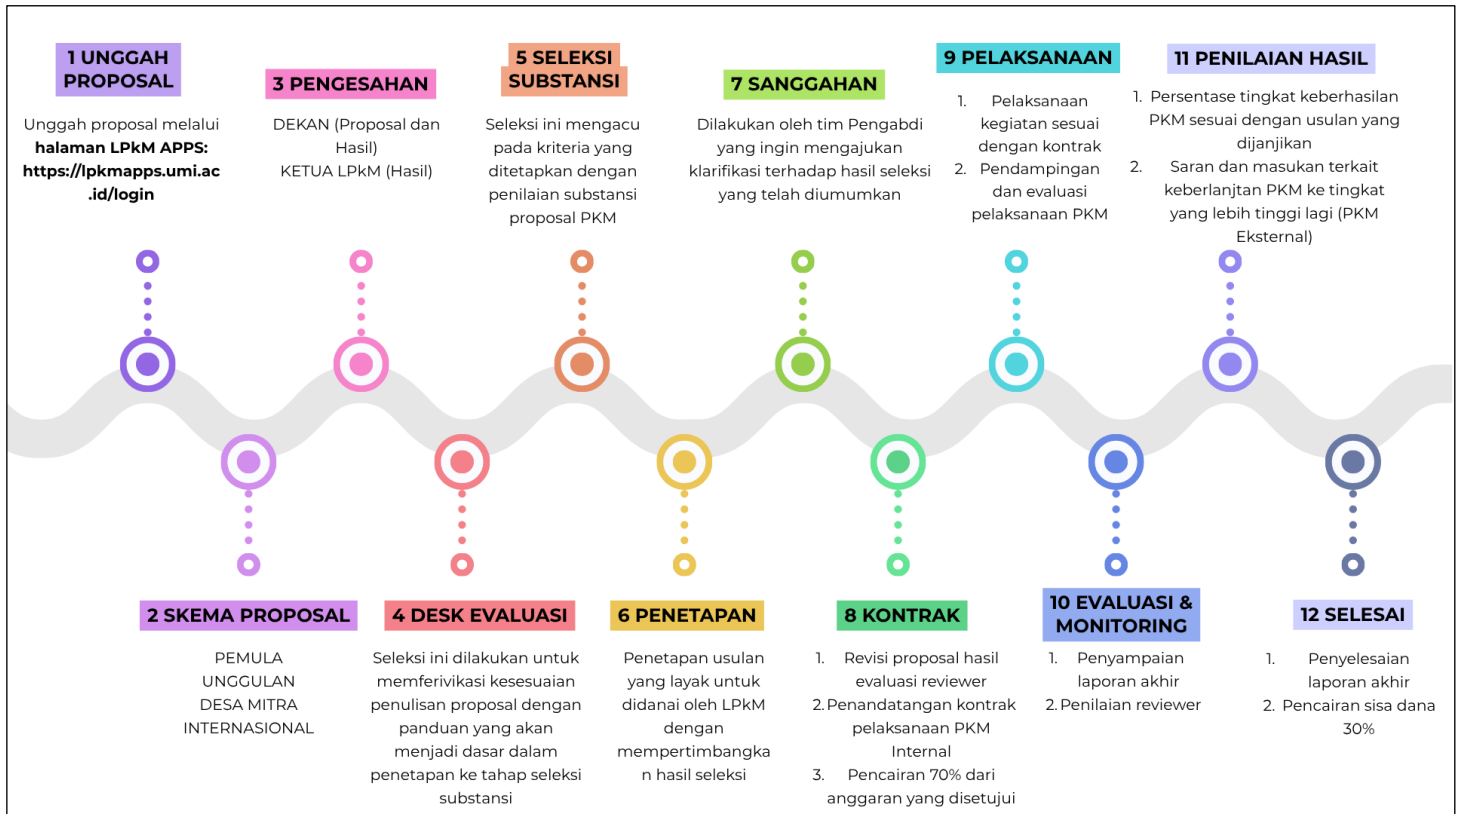 1 UNGGAH
PROPOSAL
Unggah proposal melalui
halaman LPkM APPS:
https://lpkmapps.umi.ac
.id/login
2 SKEMA PROPOSAL
PEMULA
UNGGULAN
DESA MITRA
INTERNASIONAL
3 PENGESAHAN
DEKAN (Proposal dan
Hasil)
KETUA LPkM (Hasil)
4 DESK EVALUASI
Seleksi ini dilakukan untuk
memferivikasi kesesuaian
penulisan proposal dengan
panduan yang akan
menjadi dasar dalam
penetapan ke tahap seleksi
substansi
5 SELEKSI
SUBSTANSI
Seleksi ini mengacu
pada kriteria yang
ditetapkan dengan
penilaian substansi
proposal PKM
6 PENETAPAN
Penetapan usulan
yang layak untuk
didanai oleh LPkM
dengan
mempertimbangka
n hasil seleksi
7 SANGGAHAN
Dilakukan oleh tim Pengabdi
yang ingin mengajukan
klarifikasi terhadap hasil seleksi
yang telah diumumkan
8 KONTRAK
1. Revisi proposal hasil
evaluasi reviewer
2. Penandatangan kontrak
pelaksanaan PKM
Internal
3. Pencairan 70% dari
anggaran yang disetujui
9 PELAKSANAAN
1. Pelaksanaan
kegiatan sesuai
dengan kontrak
2. Pendampingan
dan evaluasi
pelaksanaan PKM
10 EVALUASI &
MONITORING
1. Penyampaian
laporan akhir
2. Penilaian reviewer
11 PENILAIAN HASIL
1. Persentase tingkat keberhasilan
PKM sesuai dengan usulan yang
dijanjikan
2. Saran dan masukan terkait
keberlanjtan PKM ke tingkat
yang lebih tinggi lagi (PKM
Eksternal)
12 SELESAI
1. Penyelesaian
laporan akhir
2. Pencairan sisa dana
30%